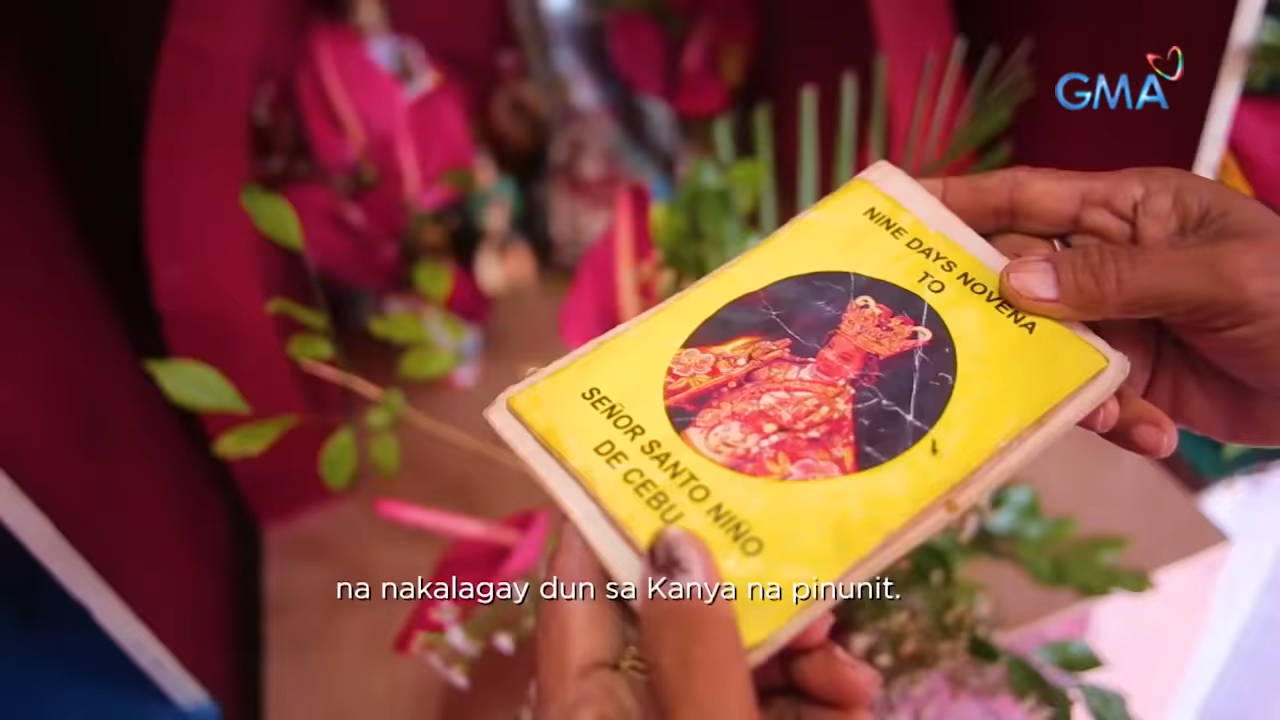 GMA
NINE DAYS NOVENA
TO
SEÑOR SANTO NIÑO
DE CEBU
na nakalagay dun sa Kanya na pinunit.